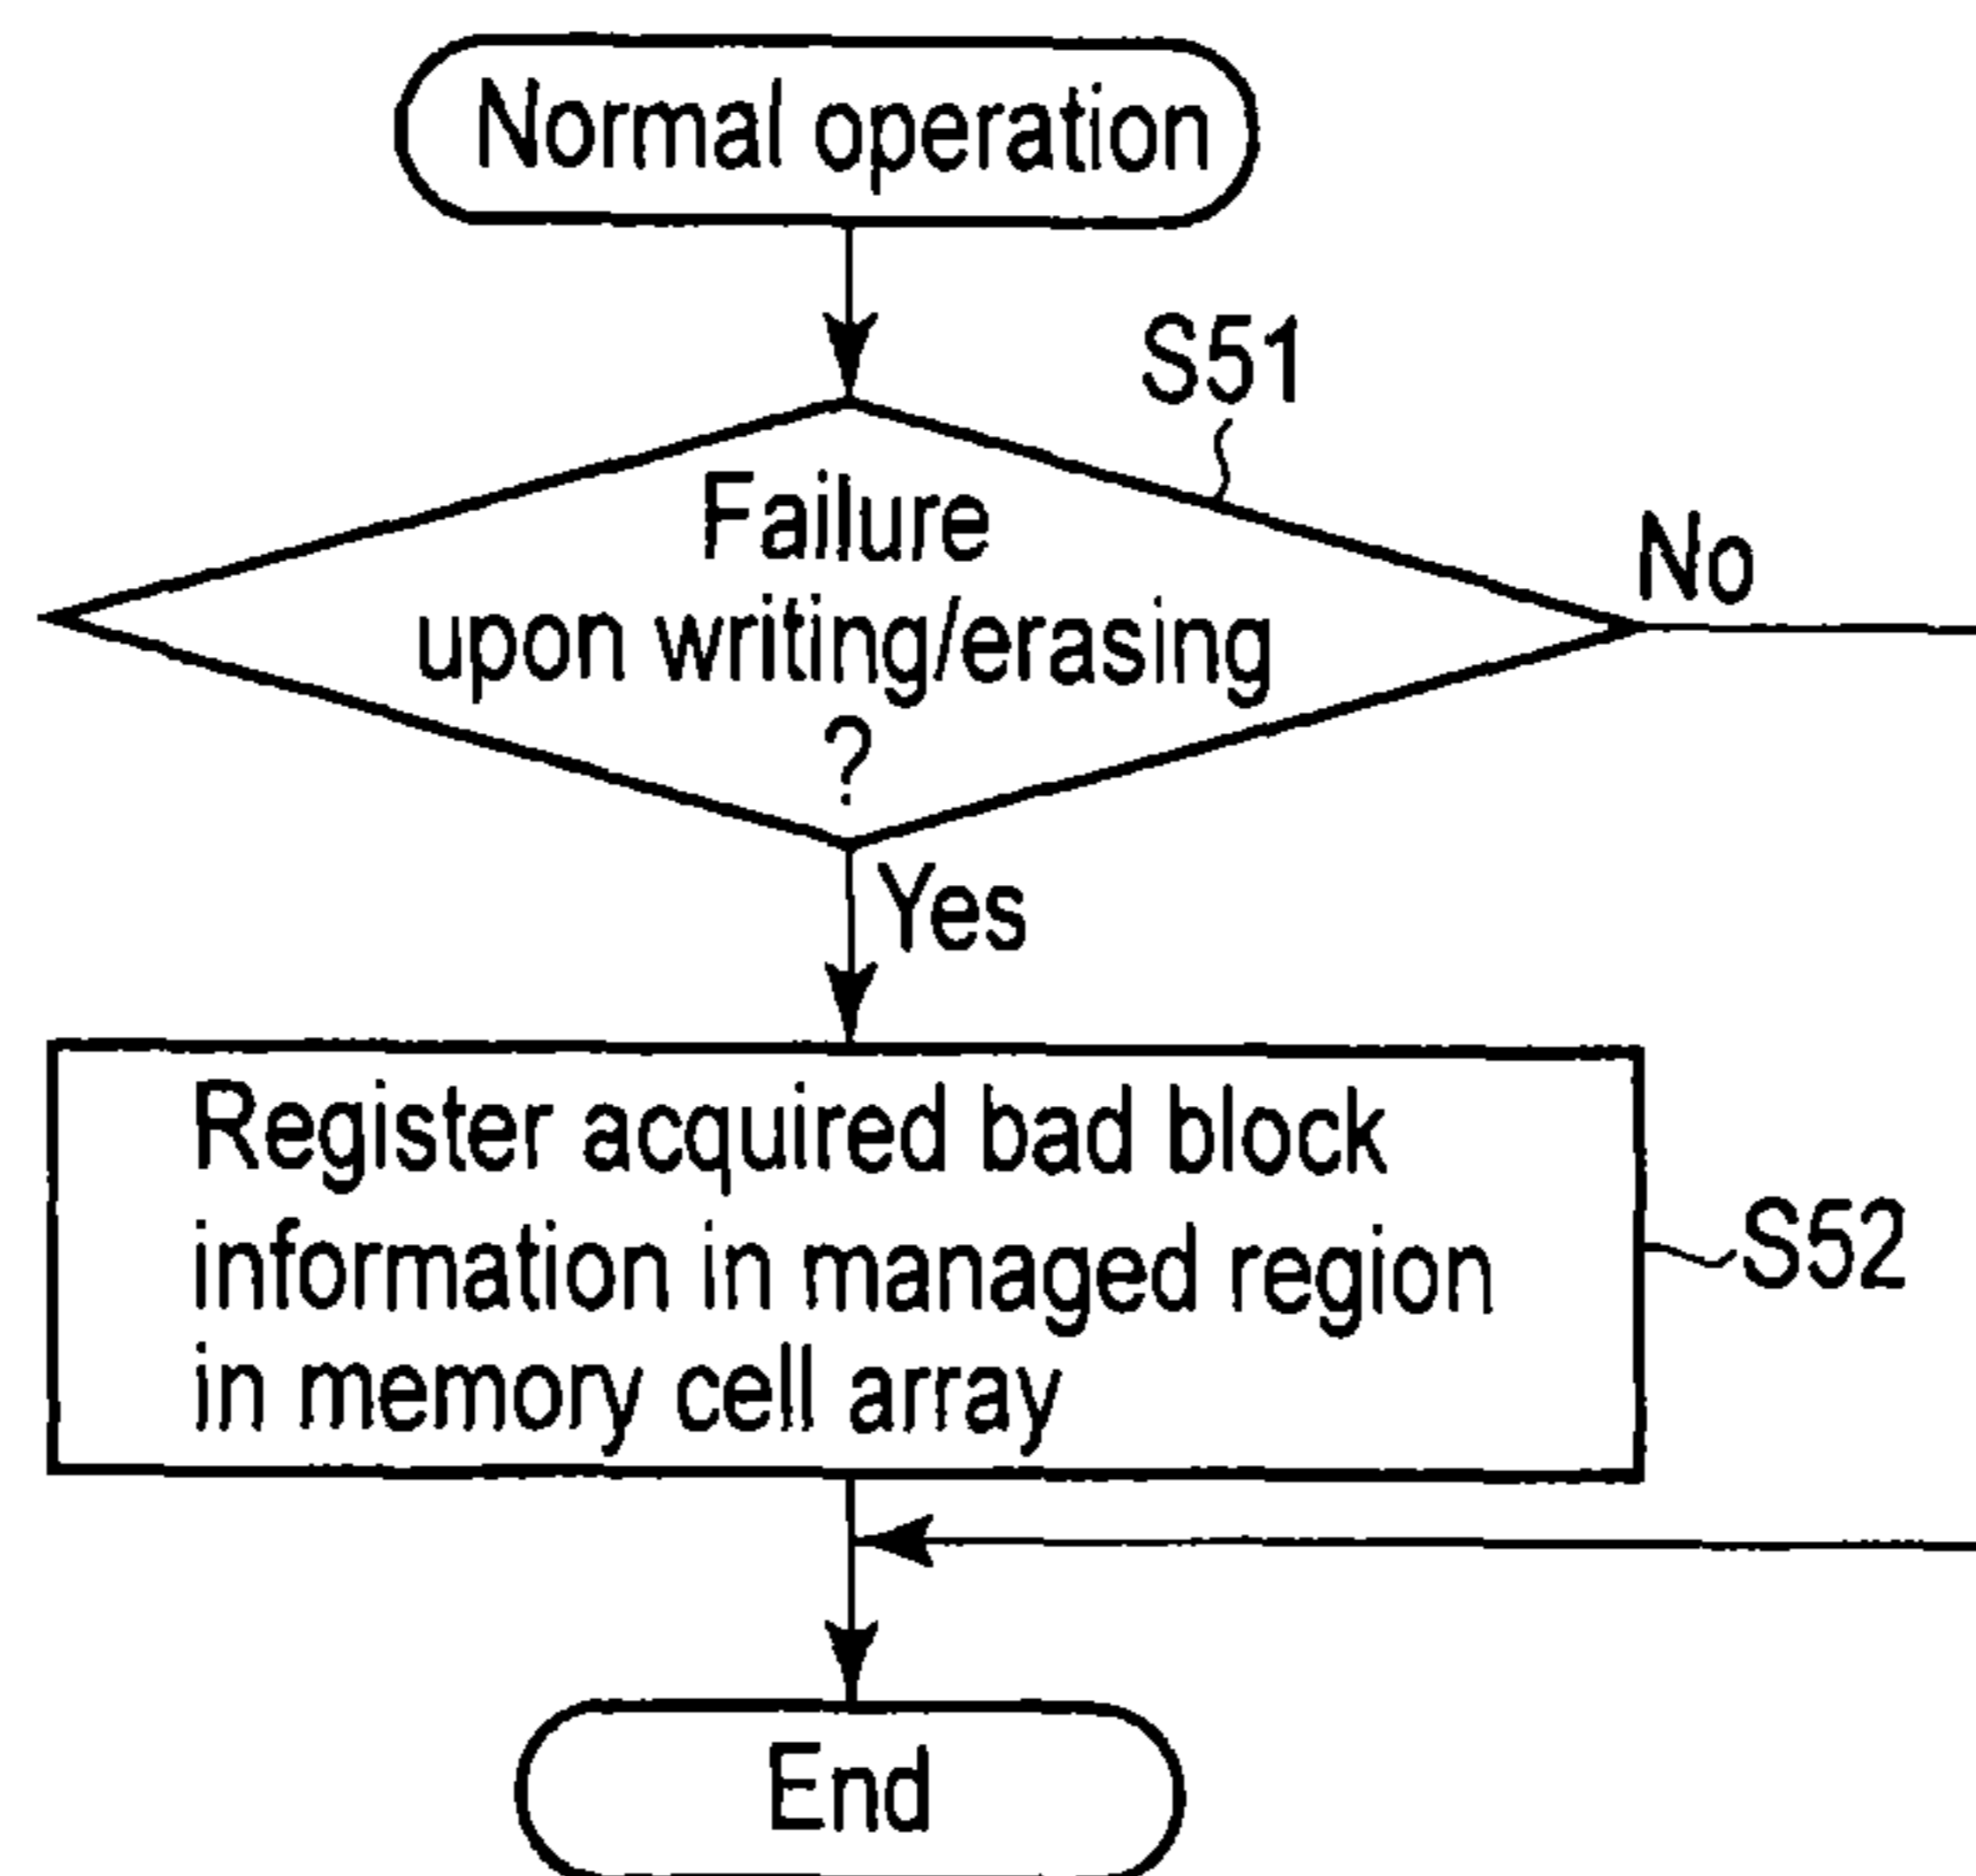 Normal operation
S51
Failure
upon writing/erasing
?
No
Yes
Register acquired bad block
information in managed region
in memory cell array
S52
End